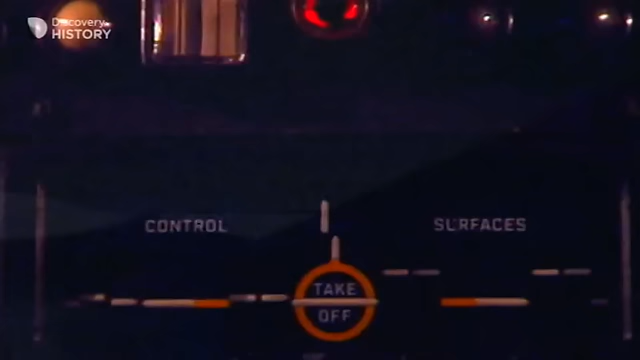 Discovery
HISTORY
CONTROL SURFACES
TAKE
OFF